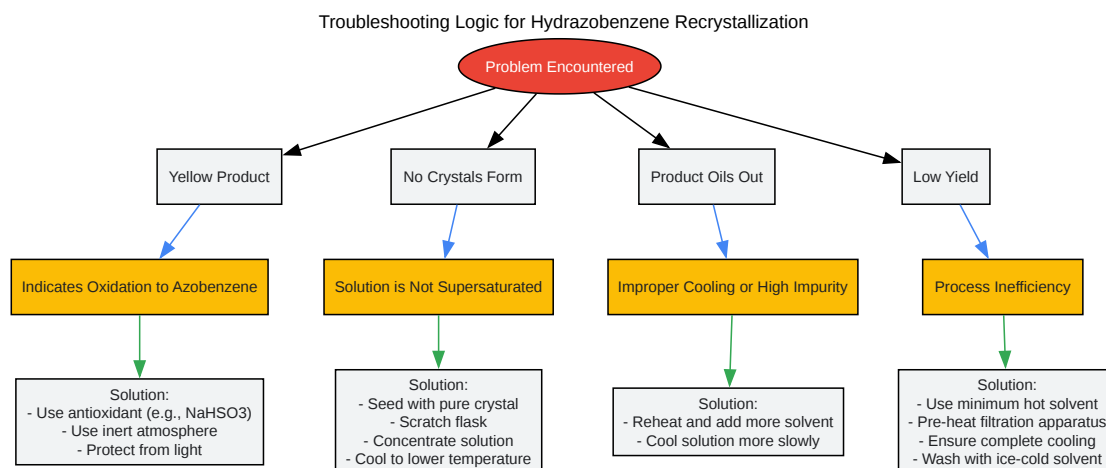 Troubleshooting Logic for Hydrazobenzene Recrystallization
Problem Encountered
Yellow Product
No Crystals Form
Product Oils Out
Low Yield
Indicates Oxidation to Azobenzene
Solution is Not Supersaturated
Improper Cooling or High Impurity
Process Inefficiency
Solution:
- Use antioxidant (e.g., NaHSO3)
- Use inert atmosphere
- Protect from light
Solution:
- Seed with pure crystal
- Scratch flask
- Concentrate solution
- Cool to lower temperature
Solution:
- Reheat and add more solvent
- Cool solution more slowly
Solution:
- Use minimum hot solvent
- Pre-heat filtration apparatus
- Ensure complete cooling
- Wash with ice-cold solvent